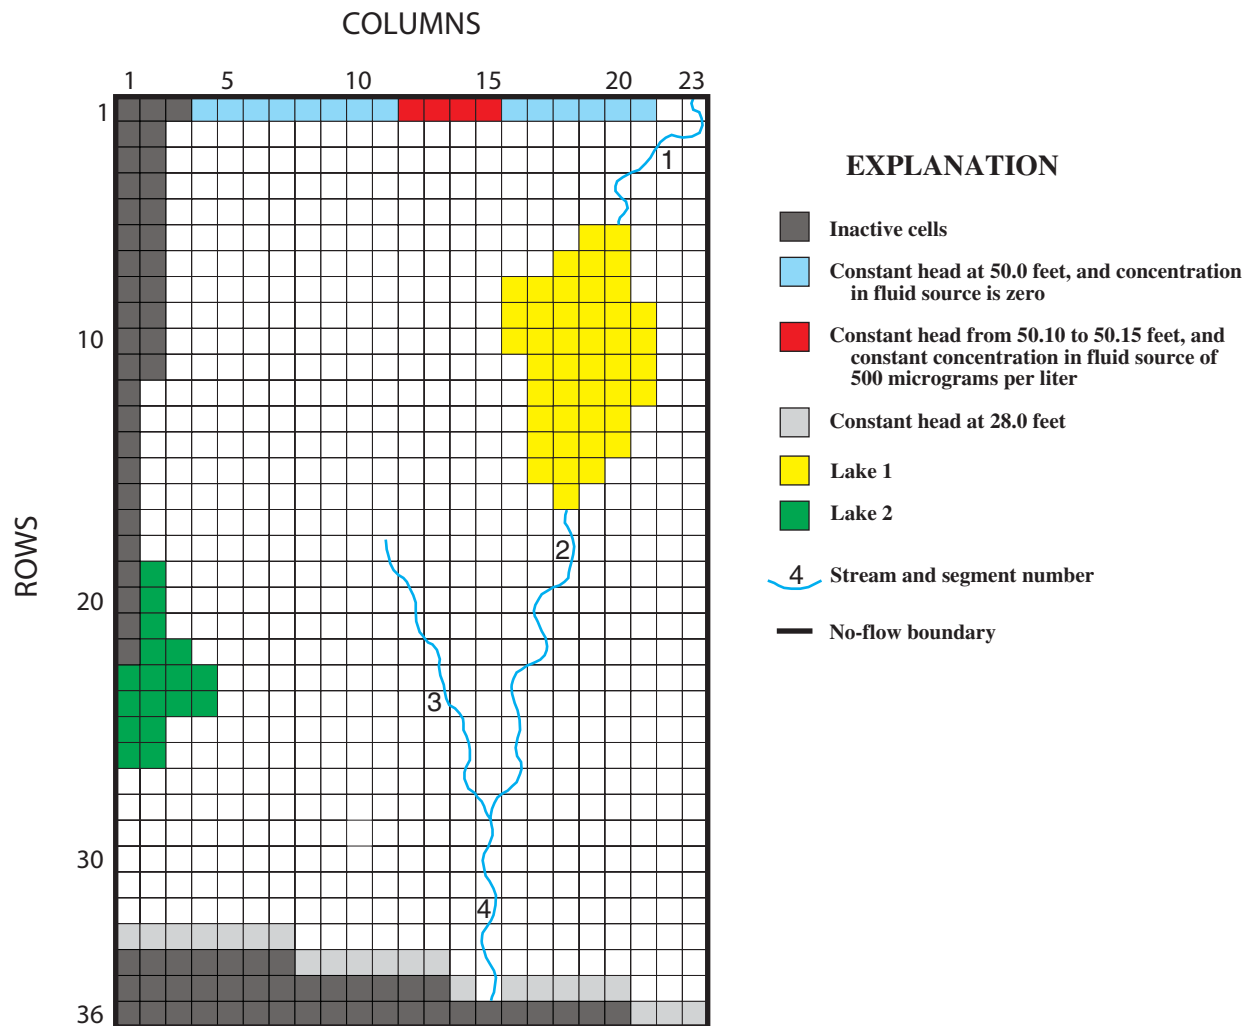 COLUMNS
1 5 10 15 20 23
1
10
20
30
36
ROWS
1
2
3
4
EXPLANATION
Inactive cells
Constant head at 50.0 feet, and concentration
in fluid source is zero
Constant head from 50.10 to 50.15 feet, and
constant concentration in fluid source of
500 micrograms per liter
Constant head at 28.0 feet
Lake 1
Lake 2
4 Stream and segment number
No-flow boundary